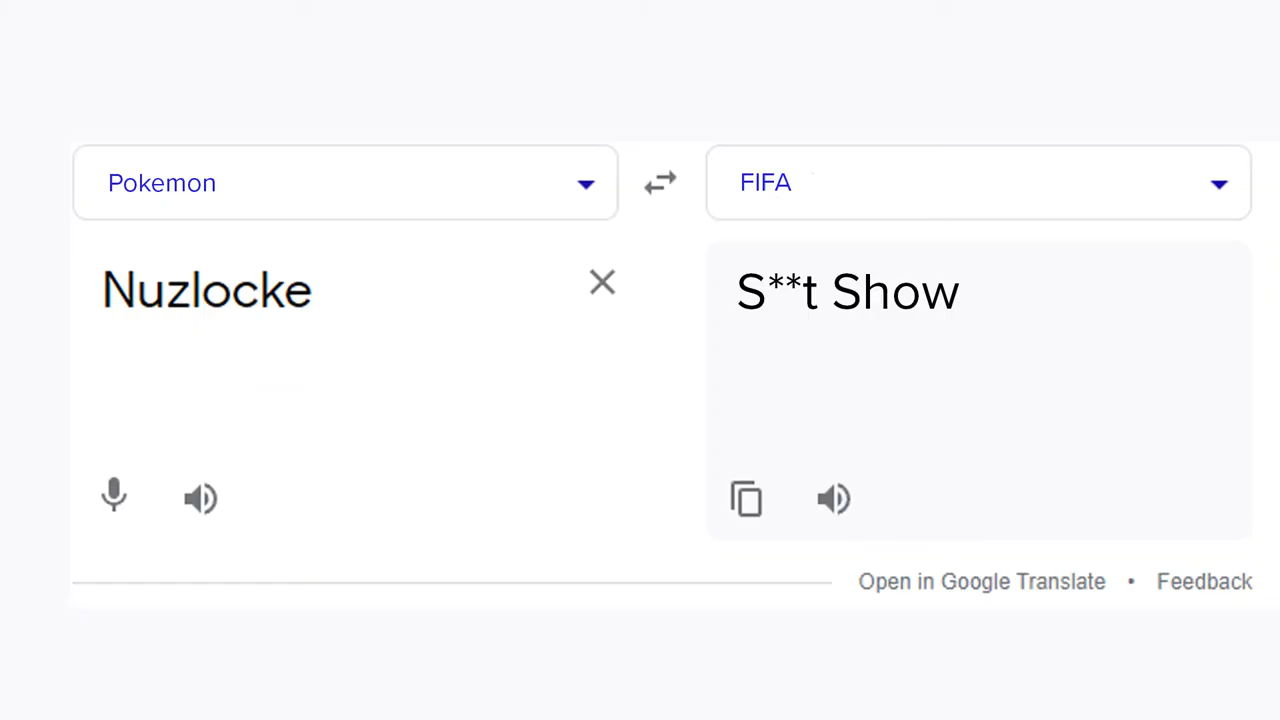 Pokemon
FIFA
Nuzlocke
S**t Show
Open in Google Translate • Feedback